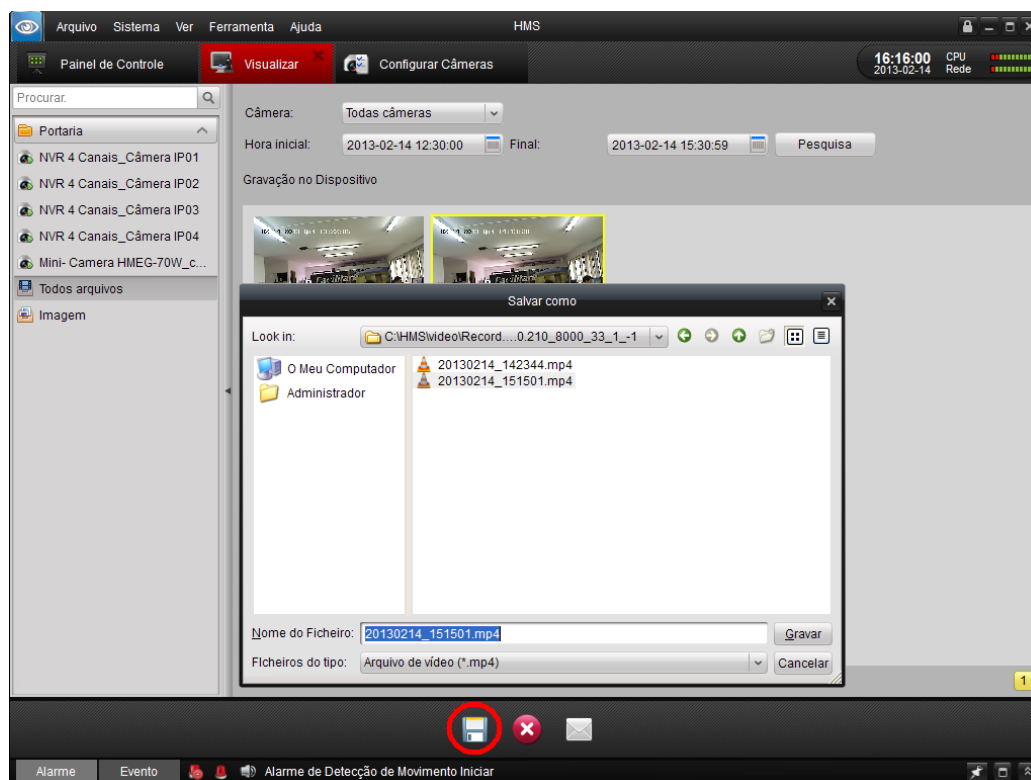 Arquivo Sistema Ver Ferramenta Ajuda HMS
Painel de Controle Visualizar Configurar Câmeras 16:16:00 CPU
2013-02-14 Rede
Procurar.
Câmera: Todas câmeras
Portaria
Hora inicial: 2013-02-14 12:30:00 Final: 2013-02-14 15:30:59 Pesquisa
NVR 4 Canais_Câmera IP01
NVR 4 Canais_Câmera IP02
Gravação no Dispositivo
NVR 4 Canais_Câmera IP03
NVR 4 Canais_Câmera IP04
Mini- Camera HMEG-70W_c...
Todos arquivos
Imagem
Salvar como
Look in: C:\HMS\video\Record....0.210_8000_33_1_-1
O Meu Computador
Administrador
20130214_142344.mp4
20130214_151501.mp4
Nome do Ficheiro: 20130214_151501.mp4 Gravar
FIcheiros do tipo: Arquivo de vídeo (*.mp4) Cancelar
1
Alarme Evento Alarme de Detecção de Movimento Iniciar